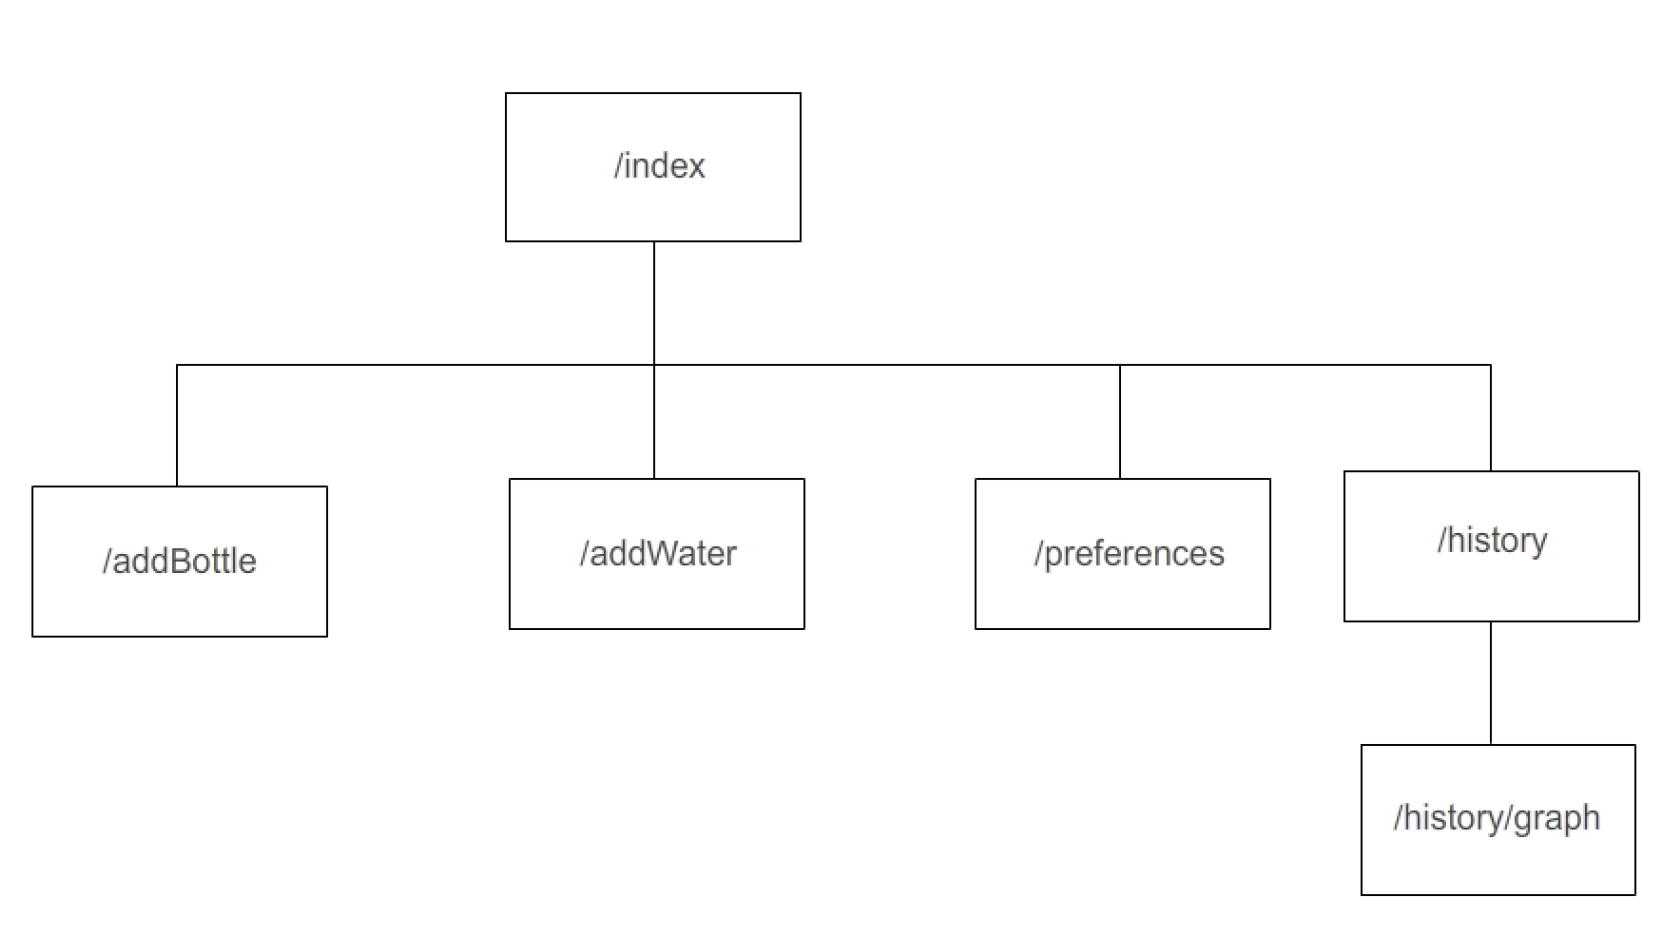 /index
/addBottle
/addWater
/preferences
/history
/history/graph